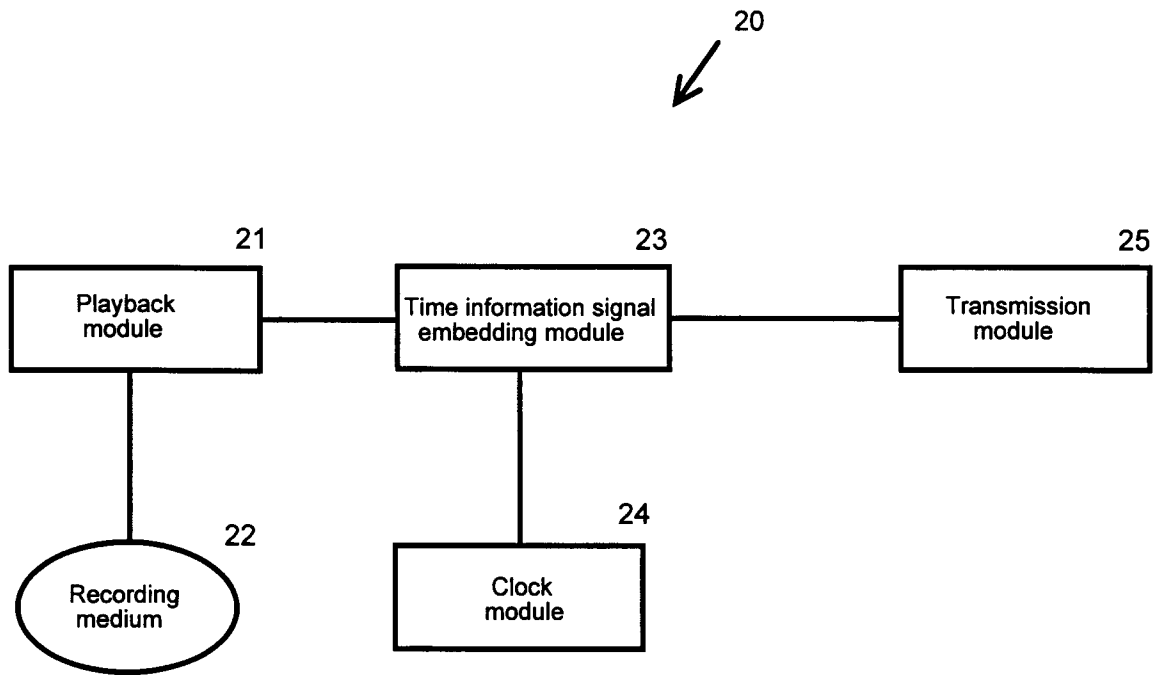 20
21
Playback
module
23
Time information signal
embedding module
25
Transmission
module
22
Recording
medium
24
Clock
module